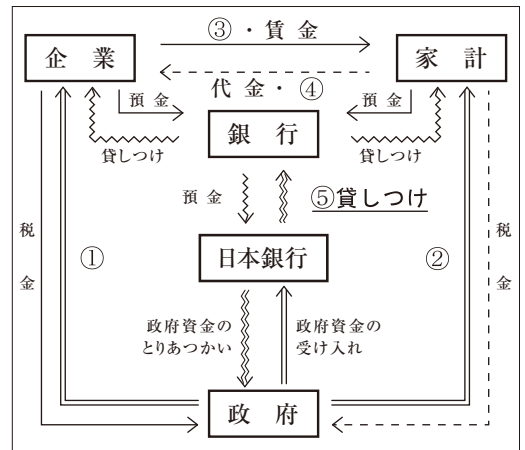 ③・賃金
企業
家計
代金・④
預金
預金
銀行
貸しつけ
貸しつけ
預金
⑤貸しつけ
税金
税金
日本銀行
①
②
政府資金の
とりあつかい
政府資金の
受け入れ
政府